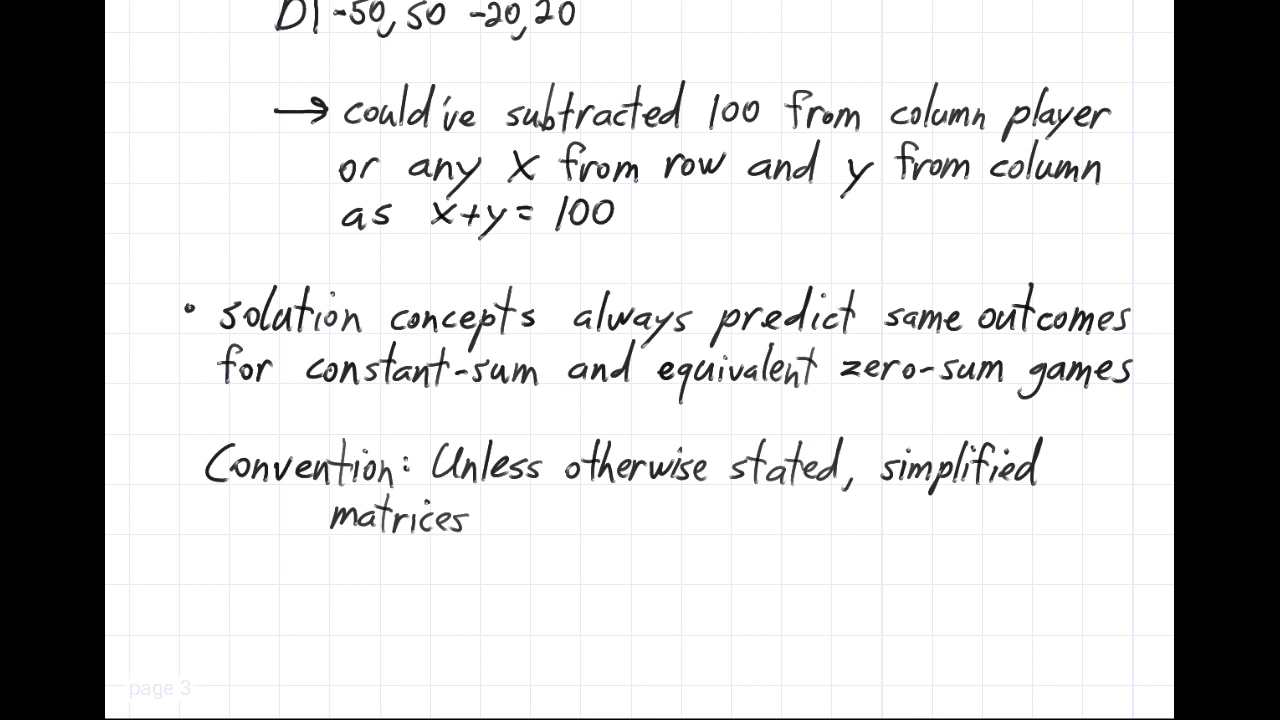 D| -50, 50 -20, 20
→ could've subtracted 100 from column player
or any x from row and y from column
as x+y = 100
• solution concepts always predict same outcomes
for constant-sum and equivalent zero-sum games
Convention: Unless otherwise stated, simplified
matrices
page 3